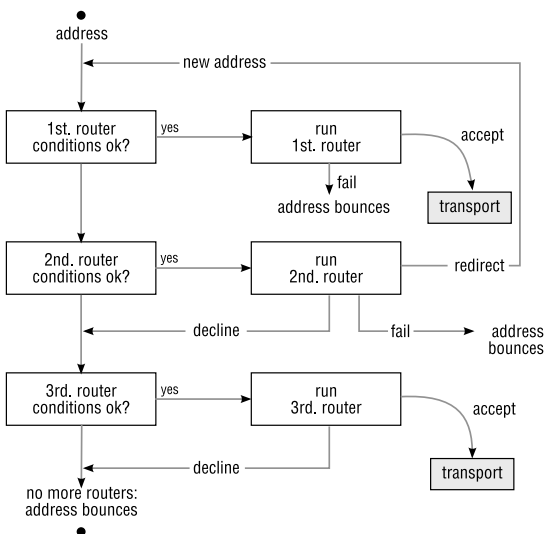 address
new address
1st. router
conditions ok?
yes
run
1st. router
accept
fail
address bounces
transport
2nd. router
conditions ok?
yes
run
2nd. router
redirect
decline
fail
address
bounces
3rd. router
conditions ok?
yes
run
3rd. router
accept
decline
transport
no more routers:
address bounces